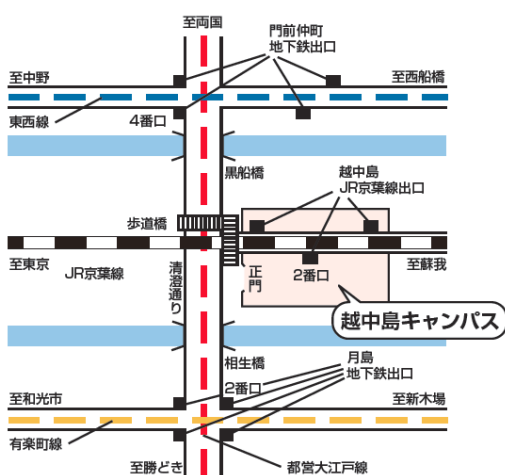 至両国
門前仲町
地下鉄出口
至中野
至西船橋
東西線
4番口
黒船橋
越中島
JR京葉線出口
歩道橋
至東京
JR京葉線
清澄通り
正門
2番口
至蘇我
越中島キャンパス
相生橋
月島
地下鉄出口
2番口
至和光市
至新木場
有楽町線
至勝どき
都営大江戸線